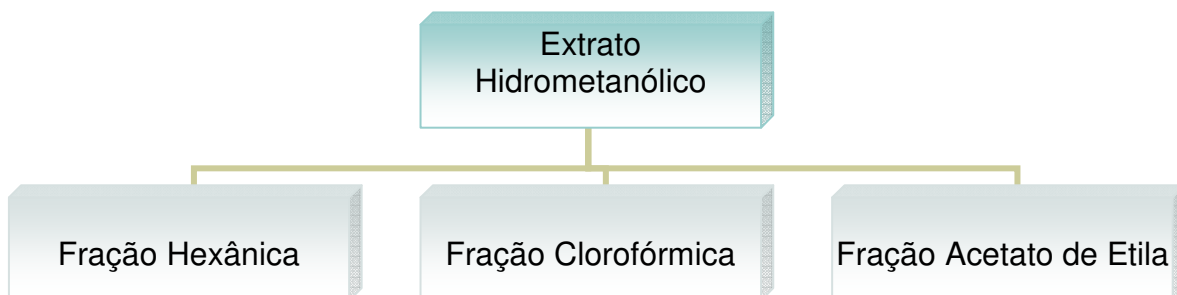 Extrato
Hidrometanólico
Fração Hexânica
Fração Clorofórmica
Fração Acetato de Etila